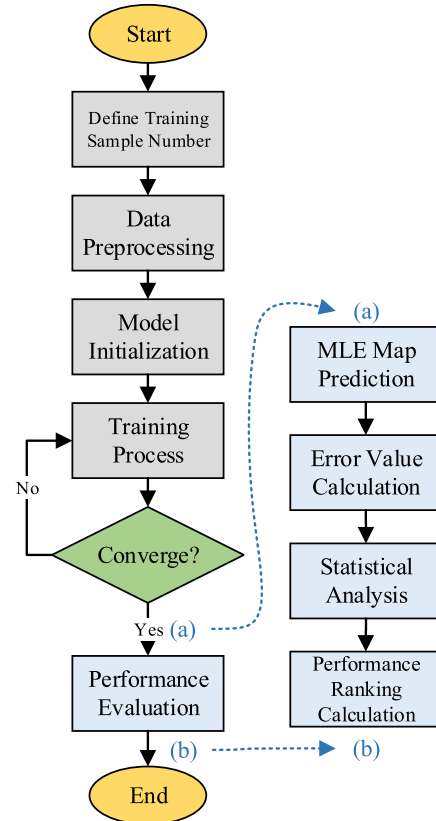 Start
Define Training
Sample Number
Data
Preprocessing
Model
Initialization
Training
Process
No
Converge?
Yes (a)
Performance
Evaluation
(b)
End
(a)
MLE Map
Prediction
Error Value
Calculation
Statistical
Analysis
Performance
Ranking
Calculation
(b)